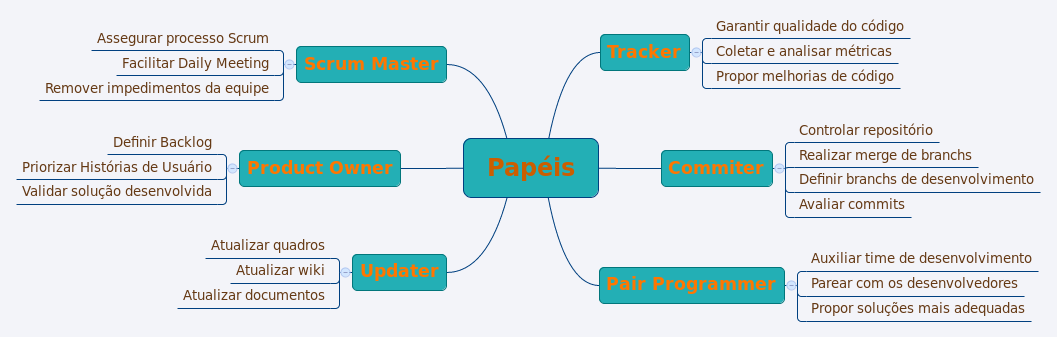 Papéis
Scrum Master
Assegurar processo Scrum
Facilitar Daily Meeting
Remover impedimentos da equipe
Product Owner
Definir Backlog
Priorizar Histórias de Usuário
Validar solução desenvolvida
Updater
Atualizar quadros
Atualizar wiki
Atualizar documentos
Tracker
Garantir qualidade do código
Coletar e analisar métricas
Propor melhorias de código
Commiter
Controlar repositório
Realizar merge de branchs
Definir branchs de desenvolvimento
Avaliar commits
Pair Programmer
Auxiliar time de desenvolvimento
Parear com os desenvolvedores
Propor soluções mais adequadas